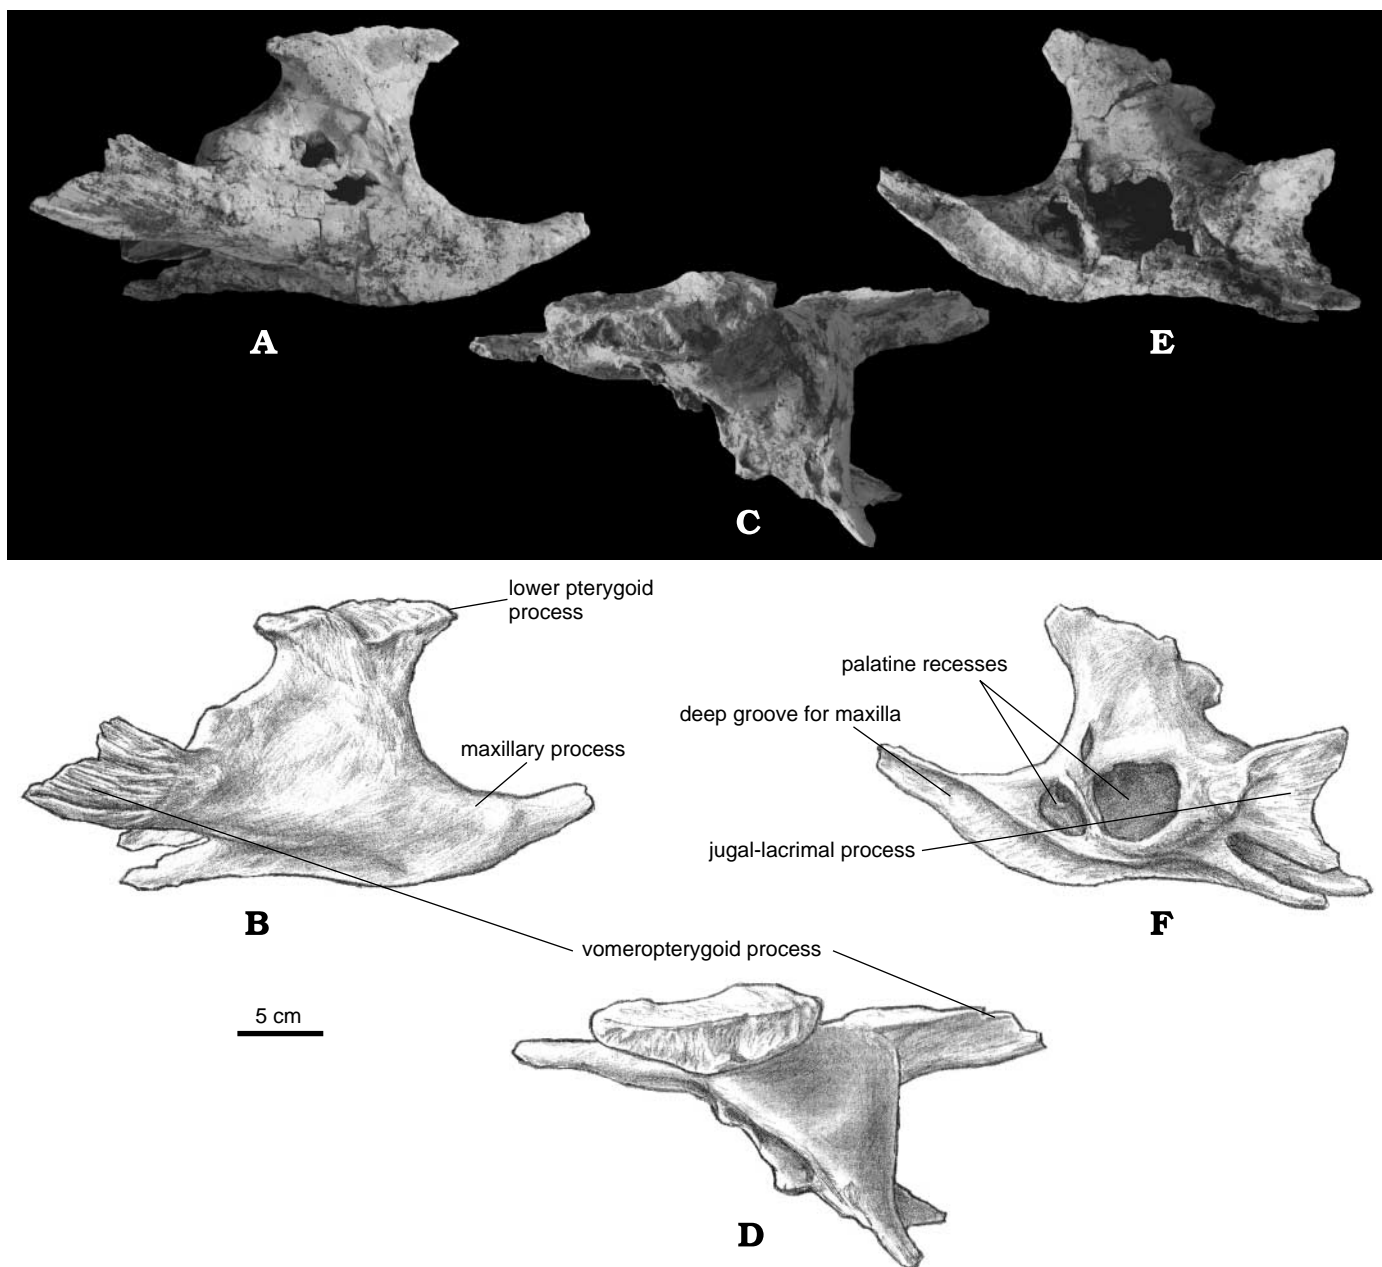 A
E
C
lower pterygoid
process
palatine recesses
deep groove for maxilla
maxillary process
jugal-lacrimal process
B
F
vomeropterygoid process
5 cm
D